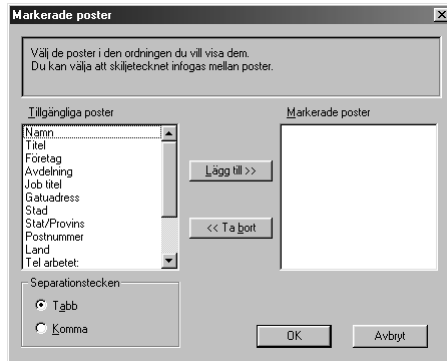 Markerade poster
Välj de poster i den ordningen du vill visa dem.
Du kan välja att skiljetecknet infogas mellan poster.
Tillgängliga poster
Markerade poster
Namn
Titel
Företag
Avdelning
Job titel
Gatuadress
Stad
Stat/Provins
Postnummer
Land
Tel arbetet:
Lägg till >>
<< Ta bort
Separationstecken
Tabb
Komma
OK
Avbryt